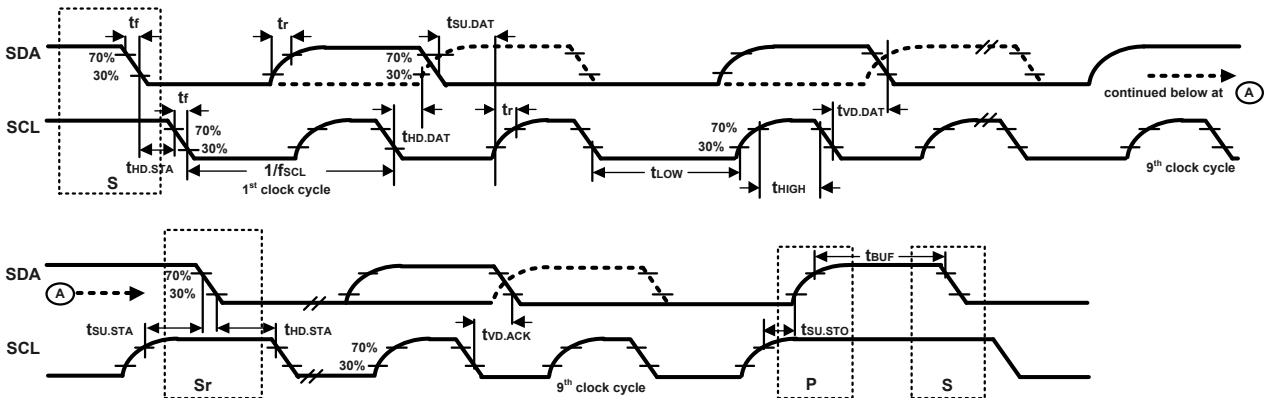 tf
tr
tSU.DAT
SDA
70%
30%
70%
30%
continued below at A
tf
tr
tVD.DAT
SCL
70%
30%
tHD.DAT
70%
30%
tHD.STA
1/fSCL
tLOW
tHIGH
S
1st clock cycle
9th clock cycle
SDA
70%
30%
tBUF
A
tSU.STA
tHD.STA
tVD.ACK
tSU.STO
SCL
70%
30%
Sr
9th clock cycle
P
S